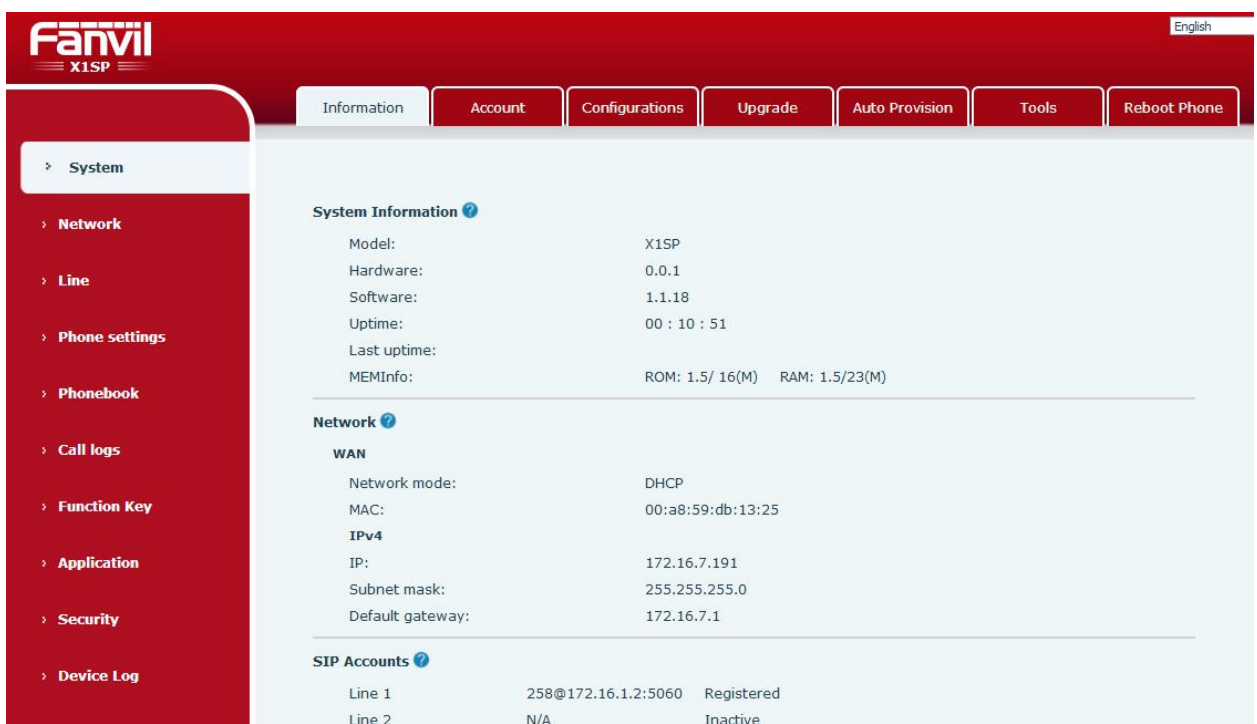 Fanvil
X1SP
English
Information Account Configurations Upgrade Auto Provision Tools Reboot Phone
› System
› Network
› Line
› Phone settings
› Phonebook
› Call logs
› Function Key
› Application
› Security
› Device Log
System Information ?
Model: X1SP
Hardware: 0.0.1
Software: 1.1.18
Uptime: 00 : 10 : 51
Last uptime:
MEMInfo: ROM: 1.5/ 16(M) RAM: 1.5/23(M)
Network ?
WAN
Network mode: DHCP
MAC: 00:a8:59:db:13:25
IPv4
IP: 172.16.7.191
Subnet mask: 255.255.255.0
Default gateway: 172.16.7.1
SIP Accounts ?
Line 1 258@172.16.1.2:5060 Registered
Line 2 N/A Inactive